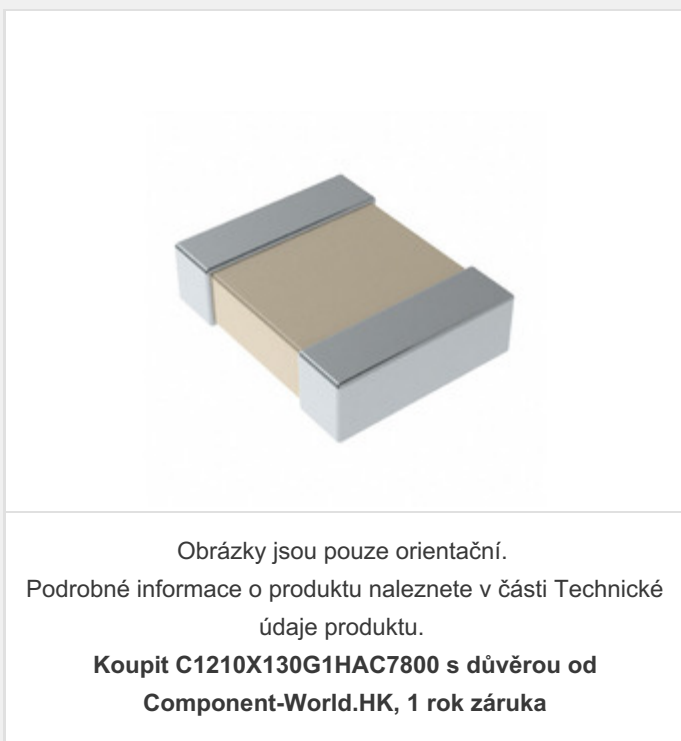 Obrázky jsou pouze orientační.
Podrobné informace o produktu naleznete v části Technické
údaje produktu.
Koupit C1210X130G1HAC7800 s důvěrou od
Component-World.HK, 1 rok záruka